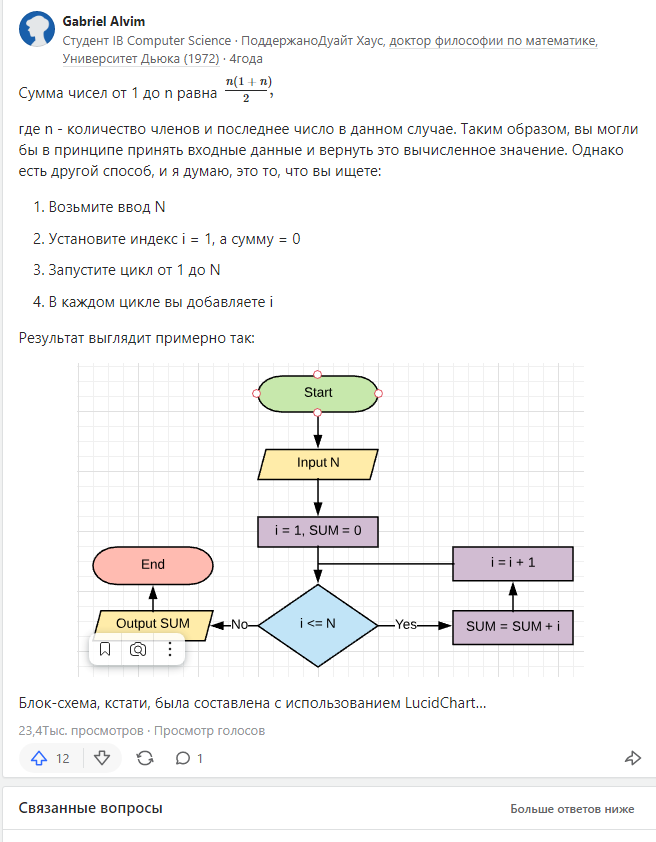 Gabriel Alvim
Студент IB Computer Science · ПоддержаноДуайт Хаус, доктор философии по математике,
Университет Дьюка (1972) · 4года
Сумма чисел от 1 до n равна n(1 + n)/2,
где n - количество членов и последнее число в данном случае. Таким образом, вы могли
бы в принципе принять входные данные и вернуть это вычисленное значение. Однако
есть другой способ, и я думаю, это то, что вы ищете:
1. Возьмите ввод N
2. Установите индекс i = 1, а сумму = 0
3. Запустите цикл от 1 до N
4. В каждом цикле вы добавляете i
Результат выглядит примерно так:
Start
Input N
i = 1, SUM = 0
End
i = i + 1
Output SUM
No
i <= N
Yes
SUM = SUM + i
Блок-схема, кстати, была составлена с использованием LucidChart...
23,4Тыс. просмотров · Просмотр голосов
12
1
Связанные вопросы
Больше ответов ниже